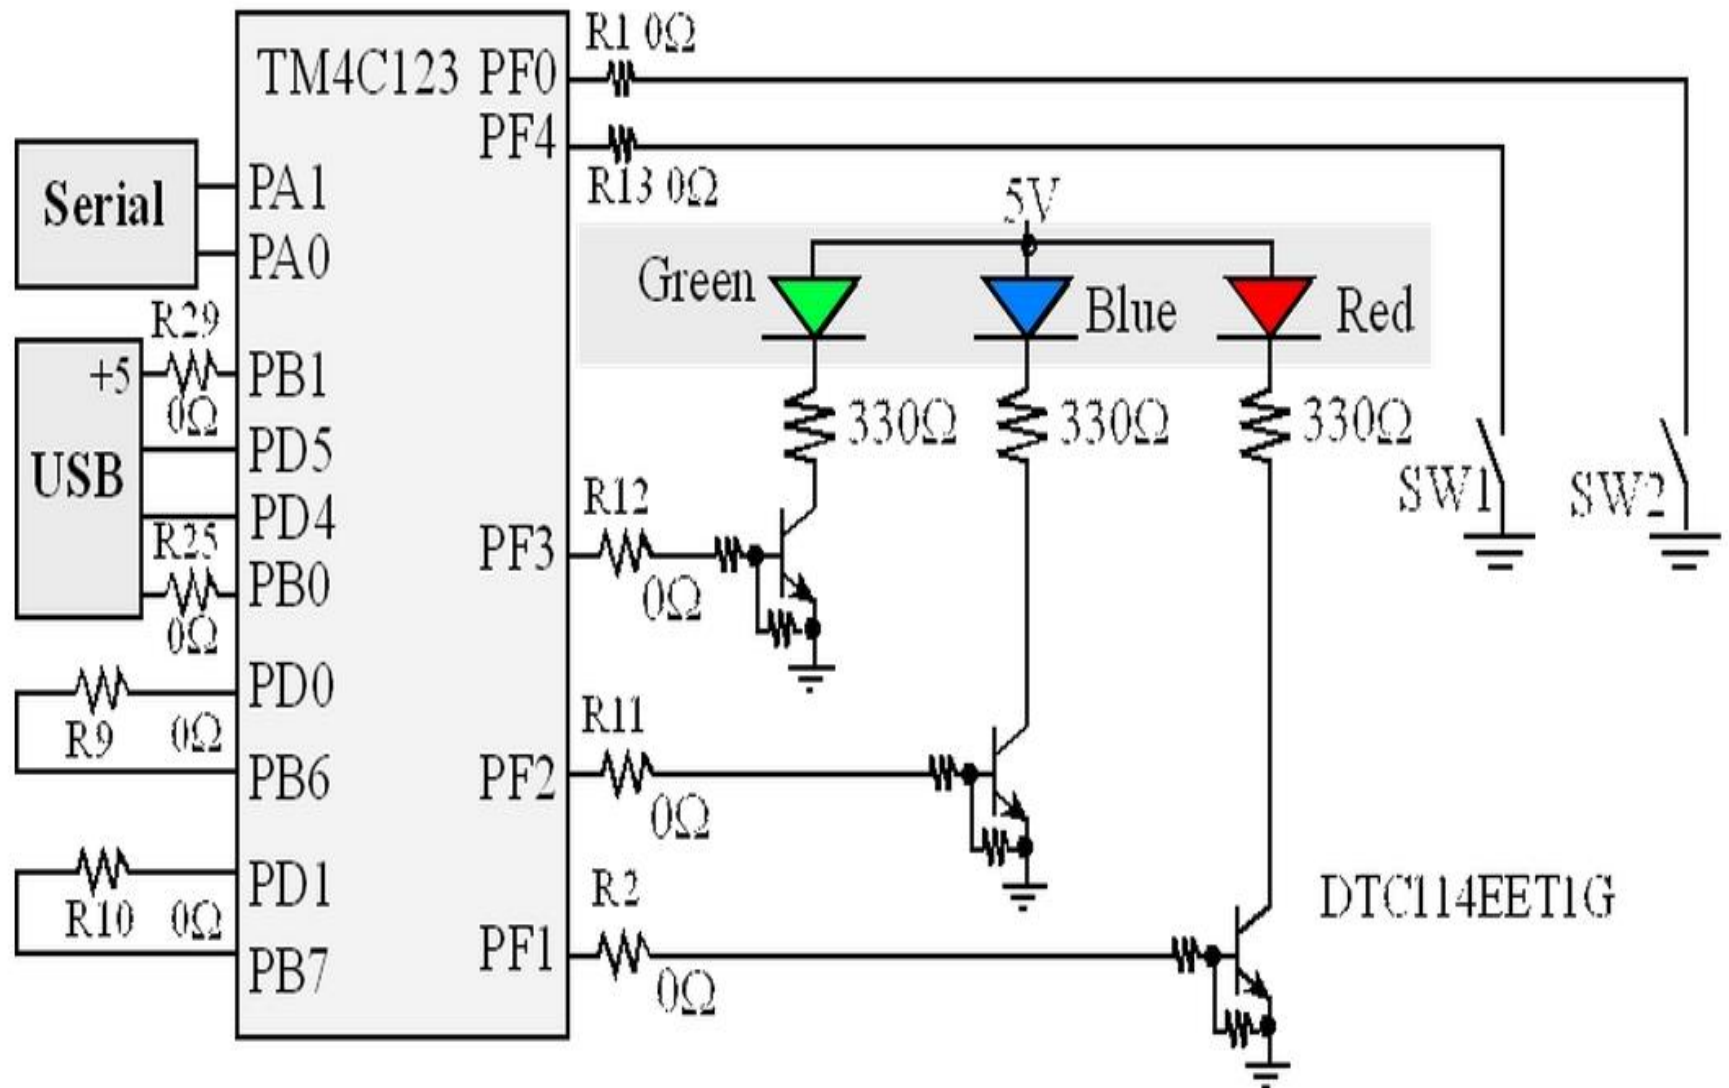 R1 0Ω
TM4C123 PF0
PF4
R13 0Ω
Serial
PA1
PA0
5V
Green
Blue
Red
R29
+5
PB1
0Ω
330Ω
330Ω
330Ω
USB
PD5
PD4
R25
PB0
0Ω
R12
PF3
0Ω
SW1
SW2
PD0
R9
0Ω
PB6
R11
PF2
0Ω
PD1
R10
0Ω
PB7
R2
PF1
0Ω
DTC114EET1G